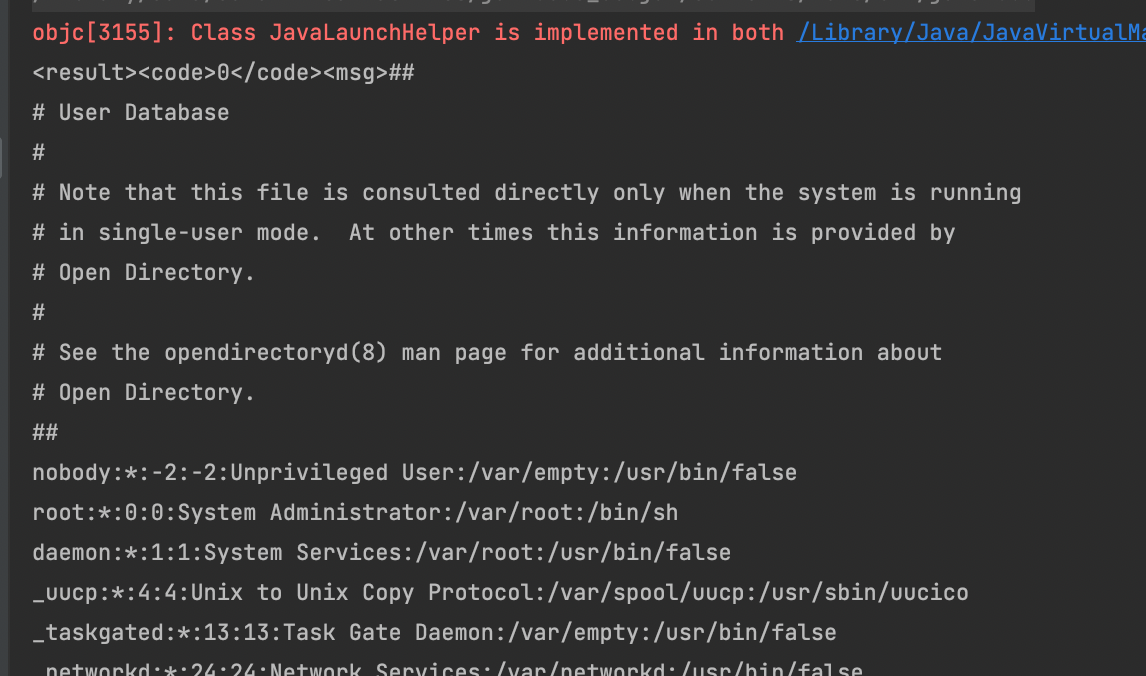 objc[3155]: Class JavaLaunchHelper is implemented in both /Library/Java/JavaVirtualMa
<result><code>0</code><msg>##
# User Database
#
# Note that this file is consulted directly only when the system is running
# in single-user mode.  At other times this information is provided by
# Open Directory.
#
# See the opendirectoryd(8) man page for additional information about
# Open Directory.
##
nobody:*:-2:-2:Unprivileged User:/var/empty:/usr/bin/false
root:*:0:0:System Administrator:/var/root:/bin/sh
daemon:*:1:1:System Services:/var/root:/usr/bin/false
_uucp:*:4:4:Unix to Unix Copy Protocol:/var/spool/uucp:/usr/sbin/uucico
_taskgated:*:13:13:Task Gate Daemon:/var/empty:/usr/bin/false
_networkd:*:24:24:Network Services:/var/networkd:/usr/bin/false